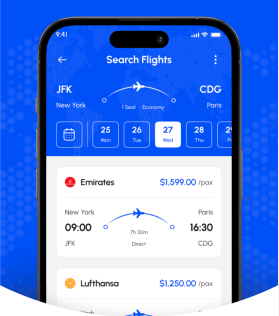 9:41
Search Flights
JFK CDG
New York 1 Seat · Economy Paris
25 26 27 28 29
Mon Tue Wed Thu Fri
Emirates $1,599.00 /pax
New York Paris
09:00 16:30
7h 30m
JFK Direct CDG
Lufthansa $1,250.00 /pax